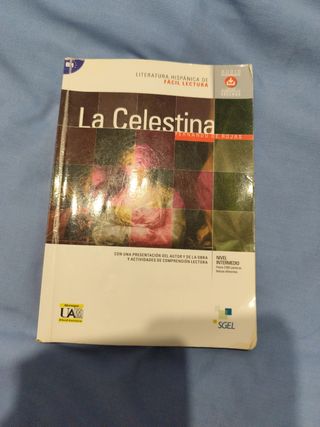 LITERATURA HISPÁNICA DE
FÁCIL LECTURA
La Celestina
FERNANDO DE ROJAS
CON UNA PRESENTACIÓN DEL AUTOR Y DE LA OBRA
Y ACTIVIDADES DE COMPRENSIÓN LECTORA
NIVEL
INTERMEDIO
UA
SGEL